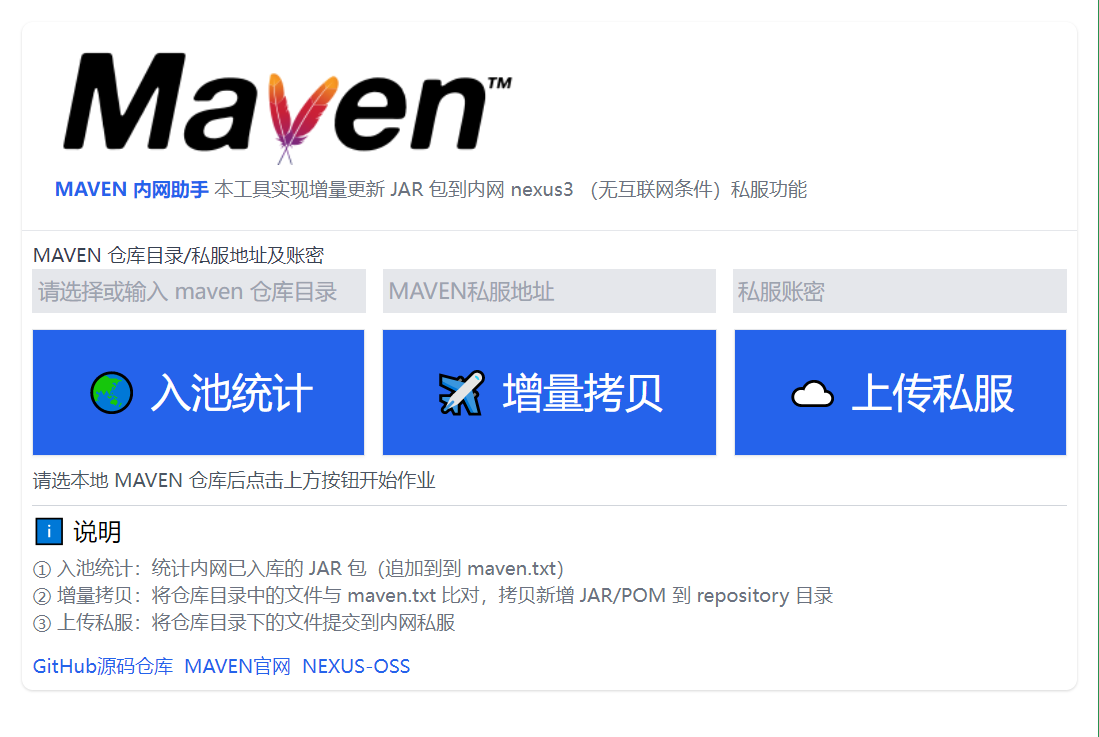 Maven™
MAVEN 内网助手 本工具实现增量更新 JAR 包到内网 nexus3 （无互联网条件）私服功能
MAVEN 仓库目录/私服地址及账密
请选择或输入 maven 仓库目录 MAVEN私服地址 私服账密
入池统计 增量拷贝 上传私服
请选本地 MAVEN 仓库后点击上方按钮开始作业
i 说明
① 入池统计：统计内网已入库的 JAR 包（追加到到 maven.txt）
② 增量拷贝：将仓库目录中的文件与 maven.txt 比对，拷贝新增 JAR/POM 到 repository 目录
③ 上传私服：将仓库目录下的文件提交到内网私服
GitHub源码仓库 MAVEN官网 NEXUS-OSS